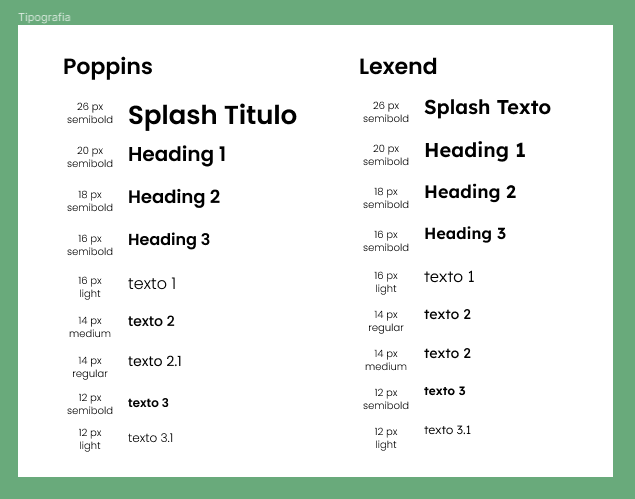 Tipografia
Poppins
26 px
semibold
Splash Titulo
20 px
semibold
Heading 1
18 px
semibold
Heading 2
16 px
semibold
Heading 3
16 px
light
texto 1
14 px
medium
texto 2
14 px
regular
texto 2.1
12 px
semibold
texto 3
12 px
light
texto 3.1
Lexend
26 px
semibold
Splash Texto
20 px
semibold
Heading 1
18 px
semibold
Heading 2
16 px
semibold
Heading 3
16 px
light
texto 1
14 px
regular
texto 2
14 px
medium
texto 2
12 px
semibold
texto 3
12 px
light
texto 3.1